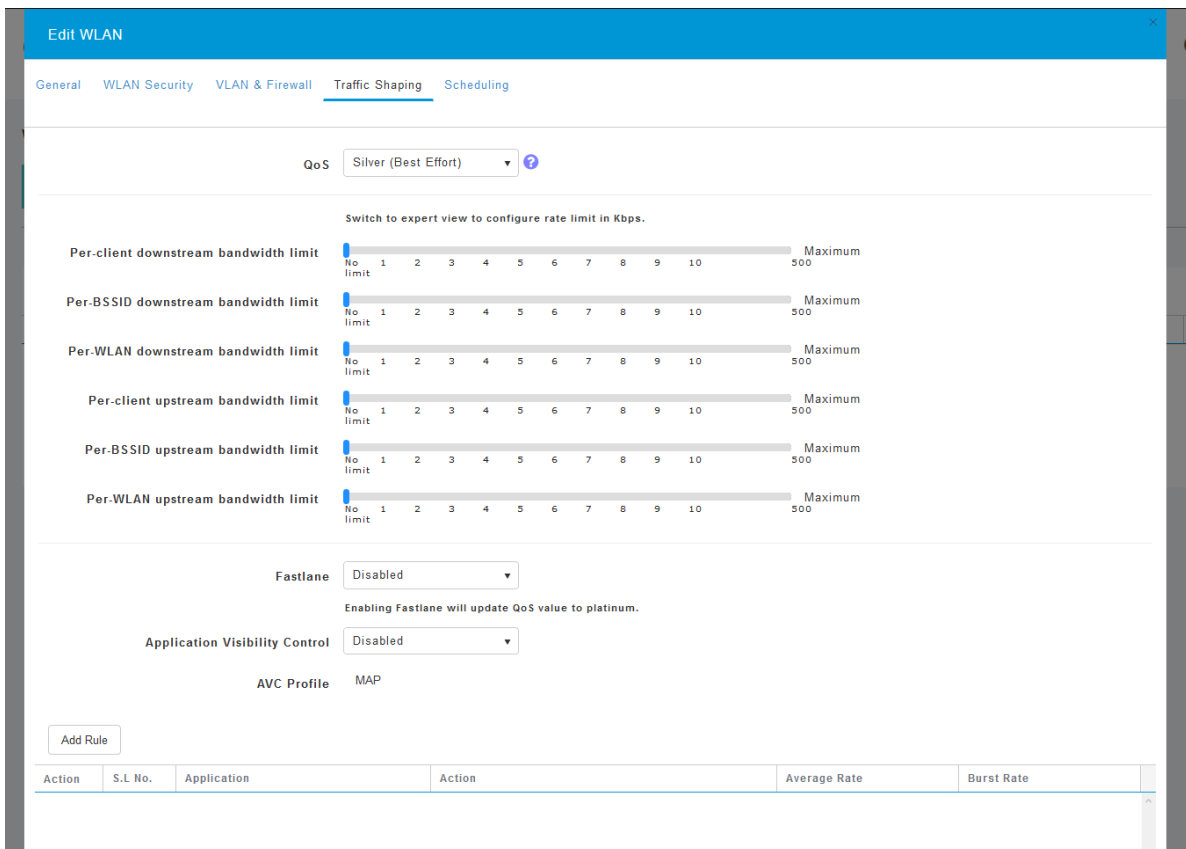 Edit WLAN
General WLAN Security VLAN & Firewall Traffic Shaping Scheduling
QoS Silver (Best Effort)
Switch to expert view to configure rate limit in Kbps.
Per-client downstream bandwidth limit Maximum
No limit 1 2 3 4 5 6 7 8 9 10 500
Per-BSSID downstream bandwidth limit Maximum
No limit 1 2 3 4 5 6 7 8 9 10 500
Per-WLAN downstream bandwidth limit Maximum
No limit 1 2 3 4 5 6 7 8 9 10 500
Per-client upstream bandwidth limit Maximum
No limit 1 2 3 4 5 6 7 8 9 10 500
Per-BSSID upstream bandwidth limit Maximum
No limit 1 2 3 4 5 6 7 8 9 10 500
Per-WLAN upstream bandwidth limit Maximum
No limit 1 2 3 4 5 6 7 8 9 10 500
Fastlane Disabled
Enabling Fastlane will update QoS value to platinum.
Application Visibility Control Disabled
AVC Profile MAP
Add Rule
Action S.L No. Application Action Average Rate Burst Rate